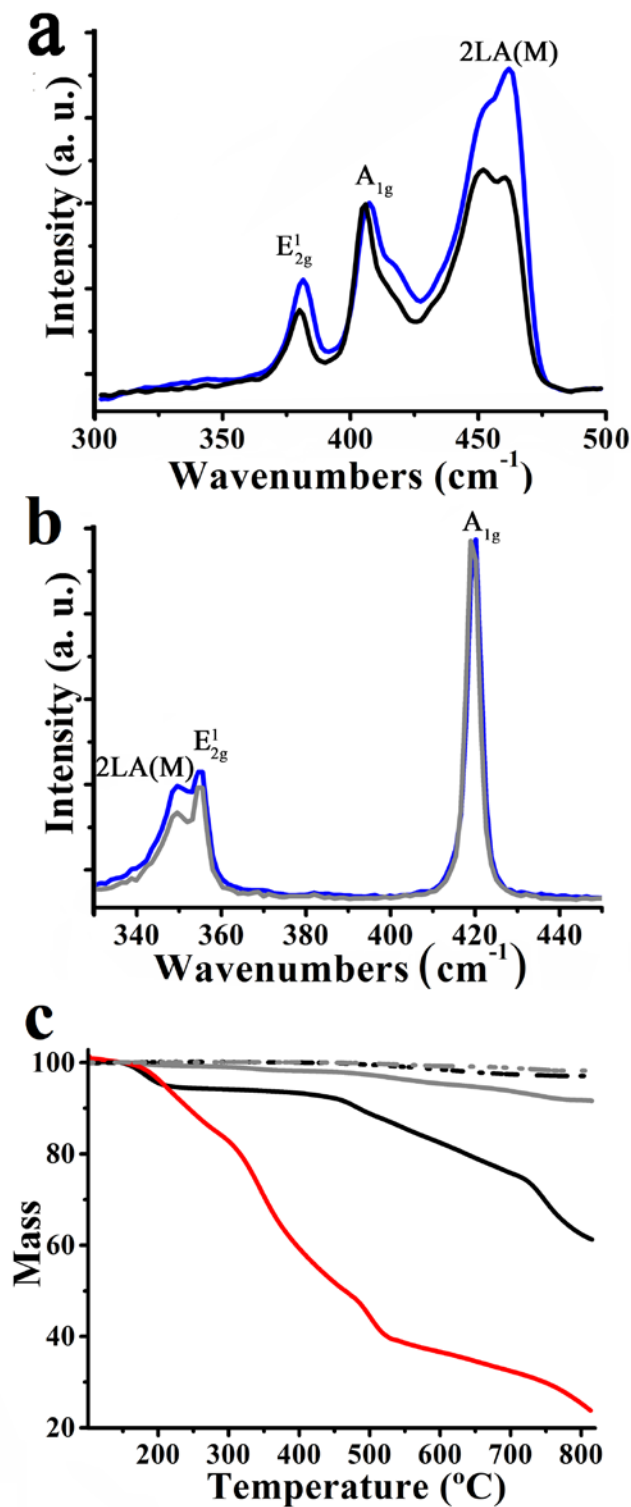 a
2LA(M)
A1g
E¹2g
Intensity (a. u.)
300 350 400 450 500
Wavenumbers (cm-1)
b
A1g
E¹2g
2LA(M)
Intensity (a. u.)
340 360 380 400 420 440
Wavenumbers (cm-1)
c
100
80
60
40
20
Mass
200 300 400 500 600 700 800
Temperature (ºC)